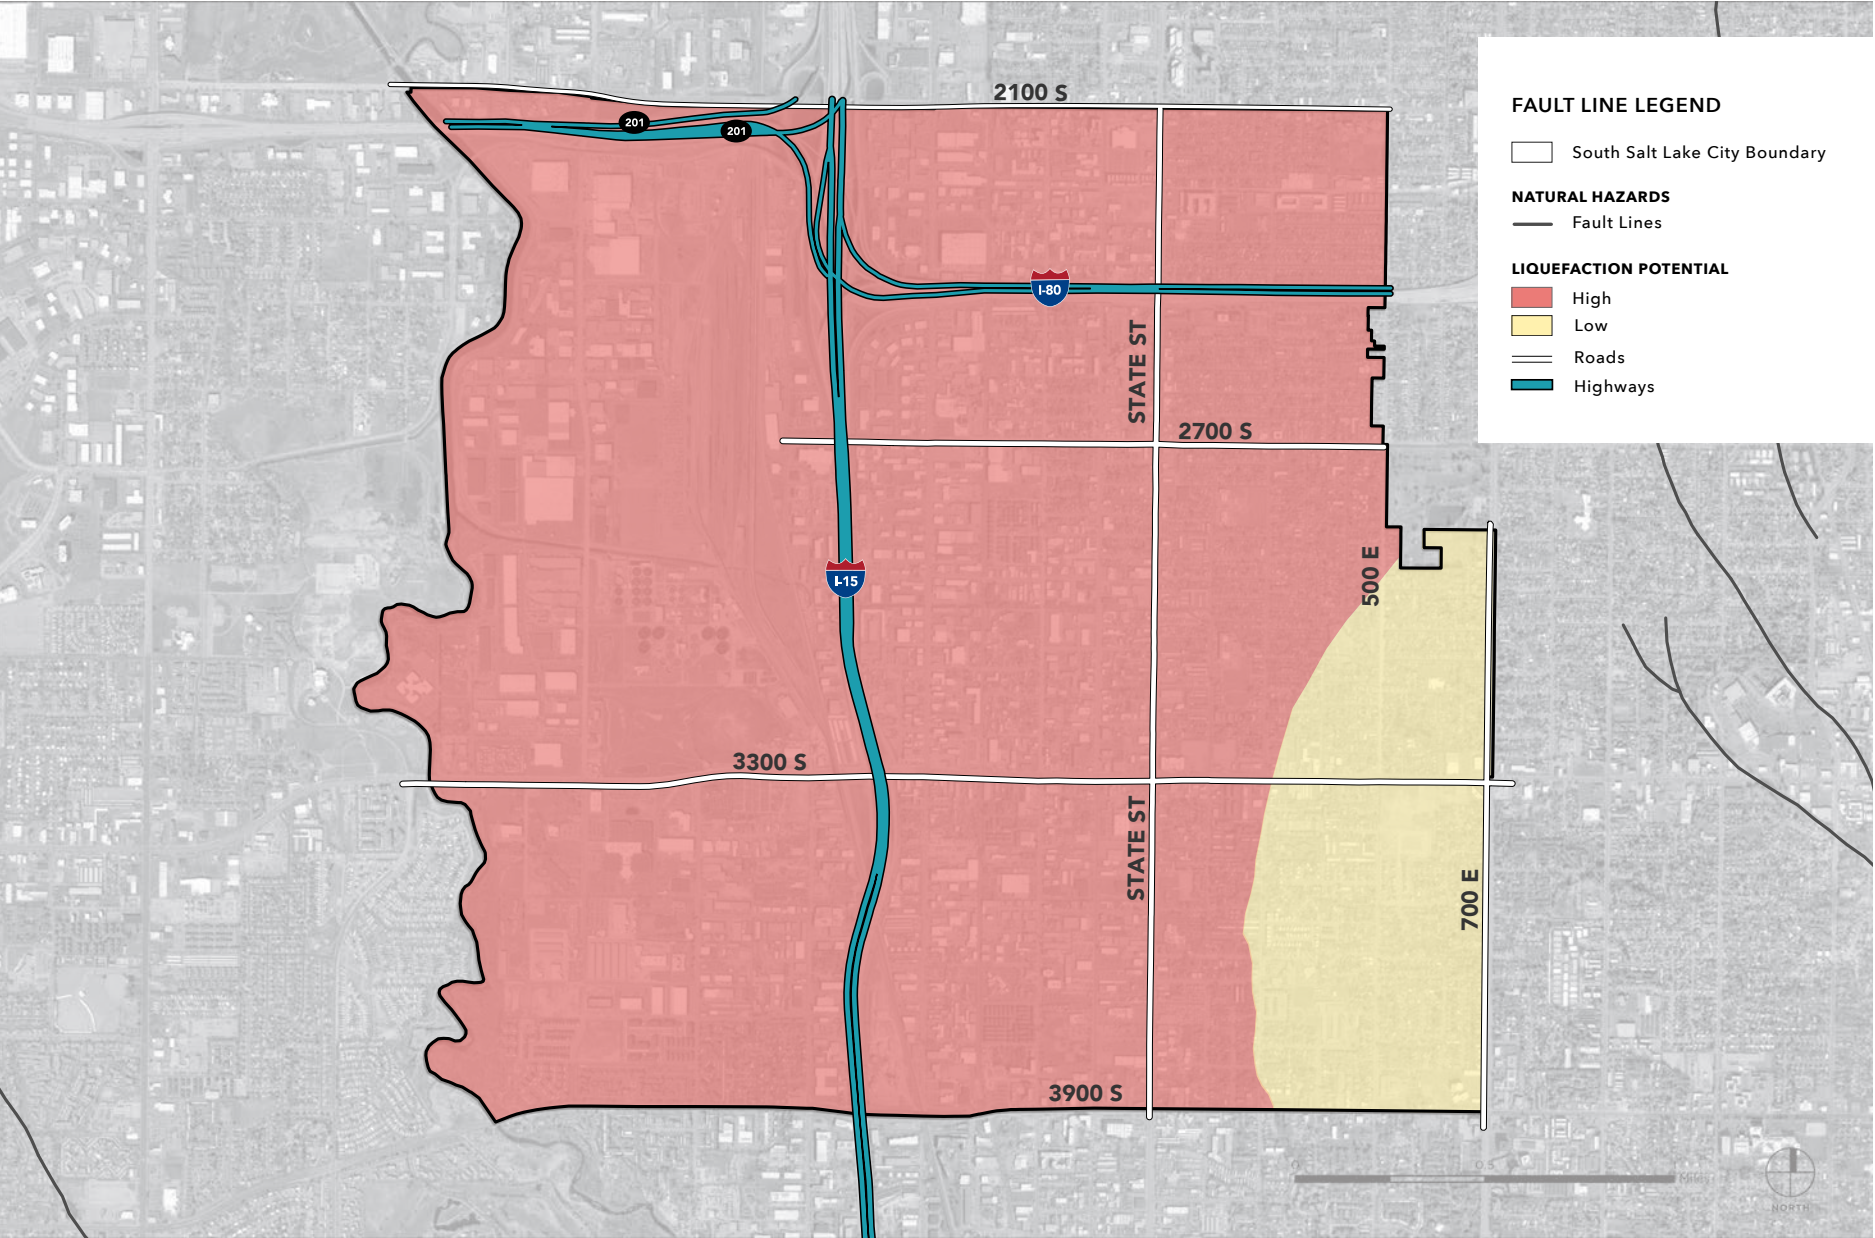 2100 S
201
201
I-80
STATE ST
2700 S
I-15
500 E
3300 S
STATE ST
700 E
3900 S
FAULT LINE LEGEND
South Salt Lake City Boundary
NATURAL HAZARDS
Fault Lines
LIQUEFACTION POTENTIAL
High
Low
Roads
Highways
NORTH